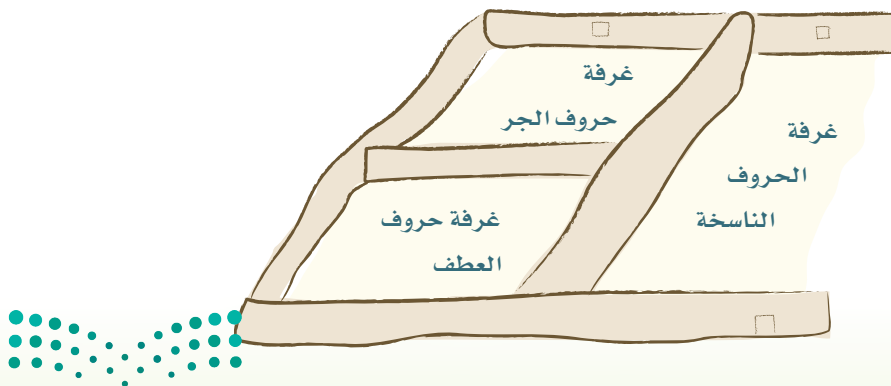 غرفة
حروف الجر
غرفة
الحروف
الناسخة
غرفة حروف
العطف